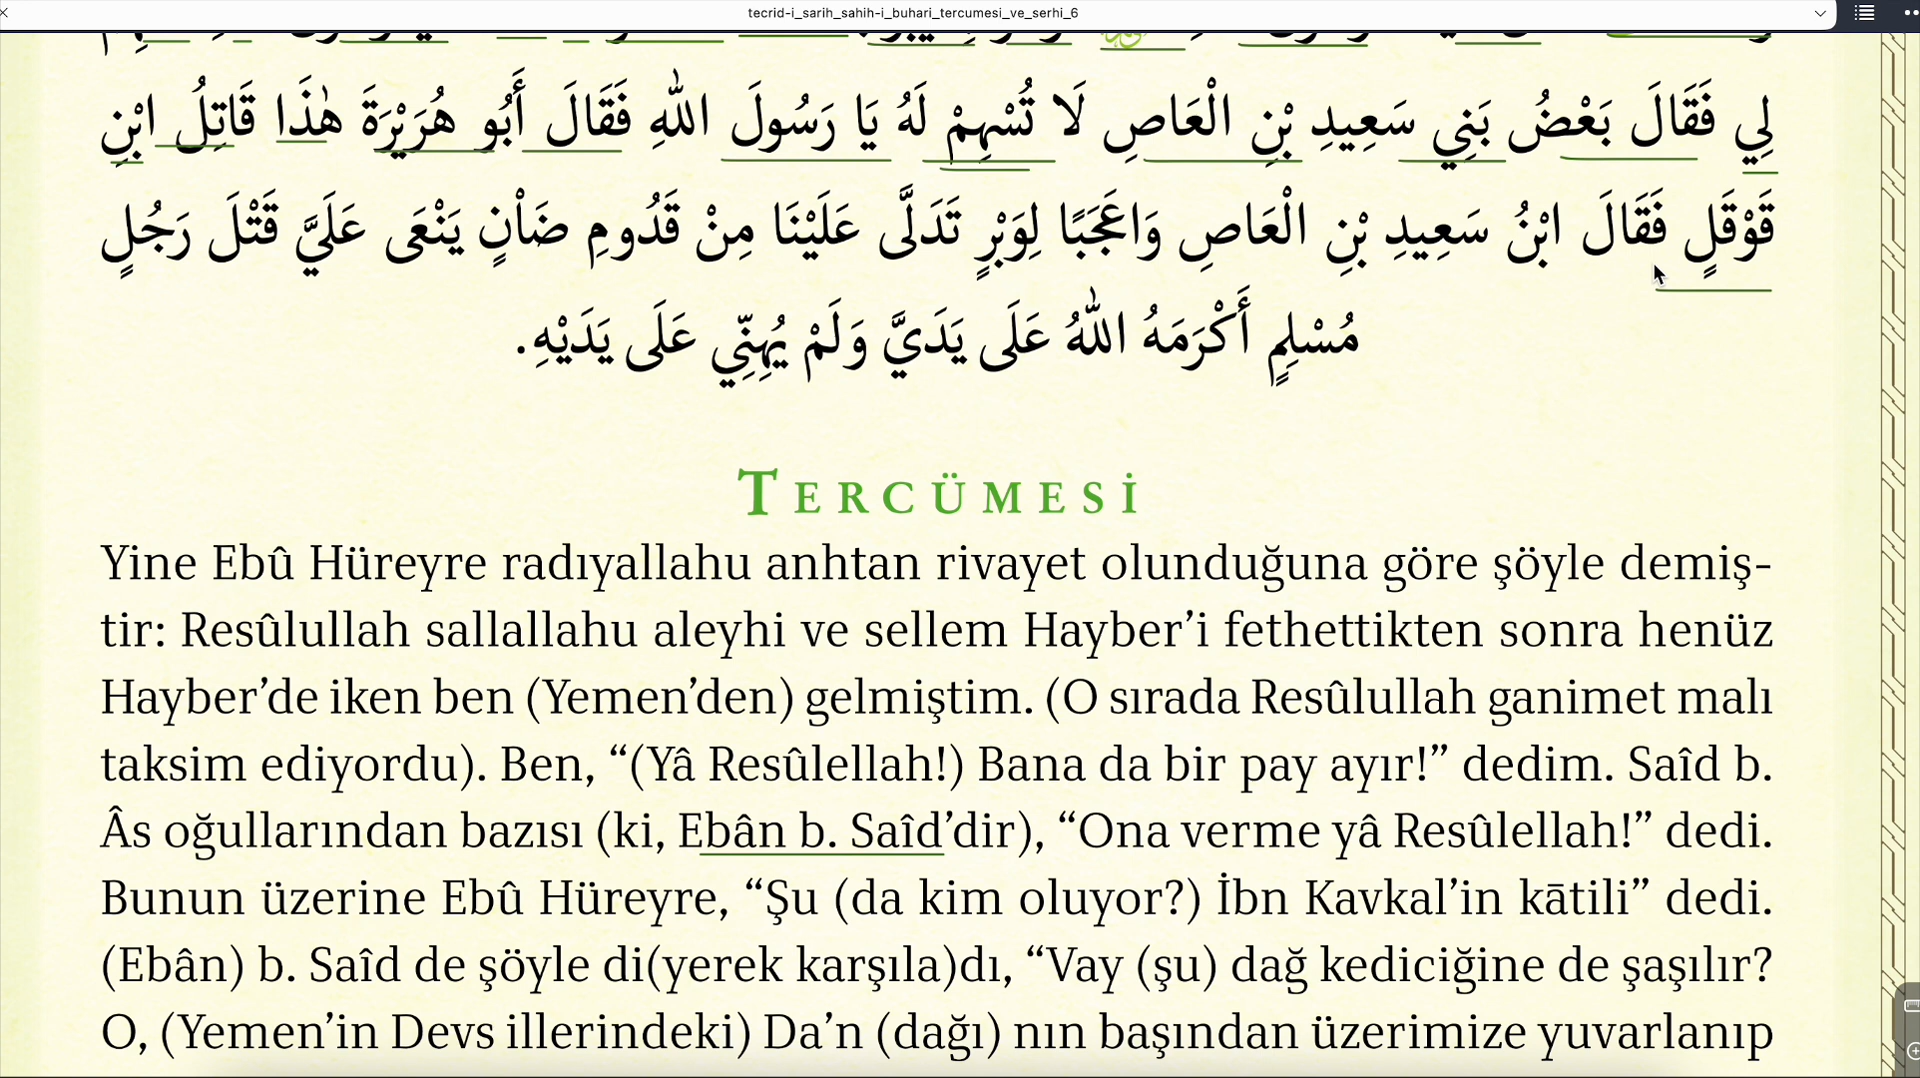 tecrid-i_sarih_sahih-i_buhari_tercumesi_ve_serhi_6
لِي فَقَالَ بَعْضُ بَنِي سَعِيدِ بْنِ الْعَاصِ لَا تُسْهِمْ لَهُ يَا رَسُولَ اللهِ فَقَالَ أَبُو هُرَيْرَةَ هٰذَا قَاتِلُ ابْنِ
قَوْقَلٍ فَقَالَ ابْنُ سَعِيدِ بْنِ الْعَاصِ وَاعَجَبًا لِوَبْرٍ تَدَلَّى عَلَيْنَا مِنْ قَدُومِ ضَاْنٍ يَنْعَى عَلَيَّ قَتْلَ رَجُلٍ
مُسْلِمٍ أَكْرَمَهُ اللهُ عَلَى يَدَيَّ وَلَمْ يُهِنِّي عَلَى يَدَيْهِ.
TERCÜMESİ
Yine Ebû Hüreyre radıyallahu anhtan rivayet olunduğuna göre şöyle demiş-
tir: Resûlullah sallallahu aleyhi ve sellem Hayber’i fethettikten sonra henüz
Hayber’de iken ben (Yemen’den) gelmiştim. (O sırada Resûlullah ganimet malı
taksim ediyordu). Ben, “(Yâ Resûlellah!) Bana da bir pay ayır!” dedim. Saîd b.
Âs oğullarından bazısı (ki, Ebân b. Saîd’dir), “Ona verme yâ Resûlellah!” dedi.
Bunun üzerine Ebû Hüreyre, “Şu (da kim oluyor?) İbn Kavkal’in kātili” dedi.
(Ebân) b. Saîd de şöyle di(yerek karşıla)dı, “Vay (şu) dağ kediciğine de şaşılır?
O, (Yemen’in Devs illerindeki) Da’n (dağı) nın başından üzerimize yuvarlanıp